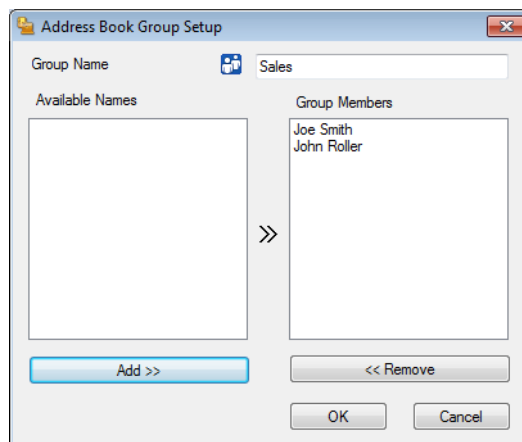 Address Book Group Setup
Group Name
Sales
Available Names
Group Members
Joe Smith
John Roller
Add >>
<< Remove
OK
Cancel